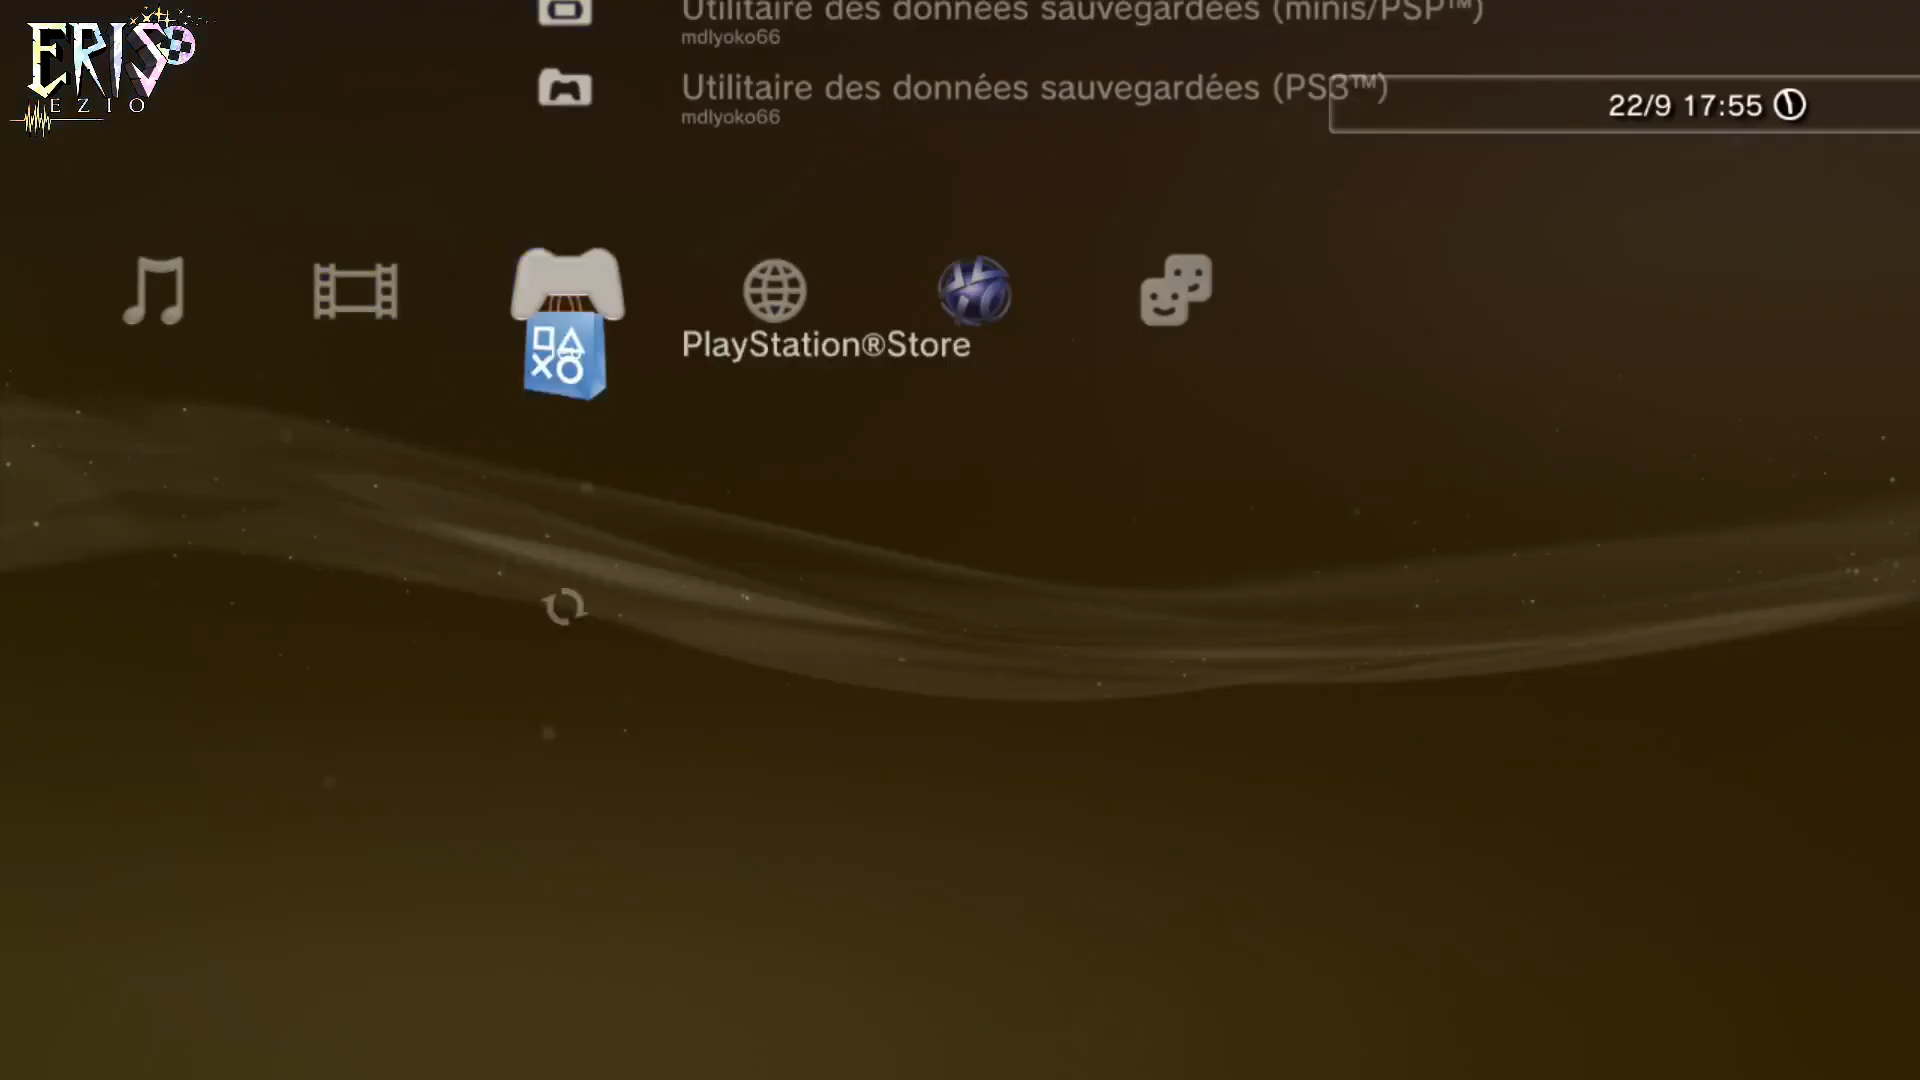 ERIS
EZIO
Utilitaire des données sauvegardées (minis/PSP™)
mdlyoko66
Utilitaire des données sauvegardées (PS3™)
mdlyoko66
22/9 17:55
PlayStation®Store